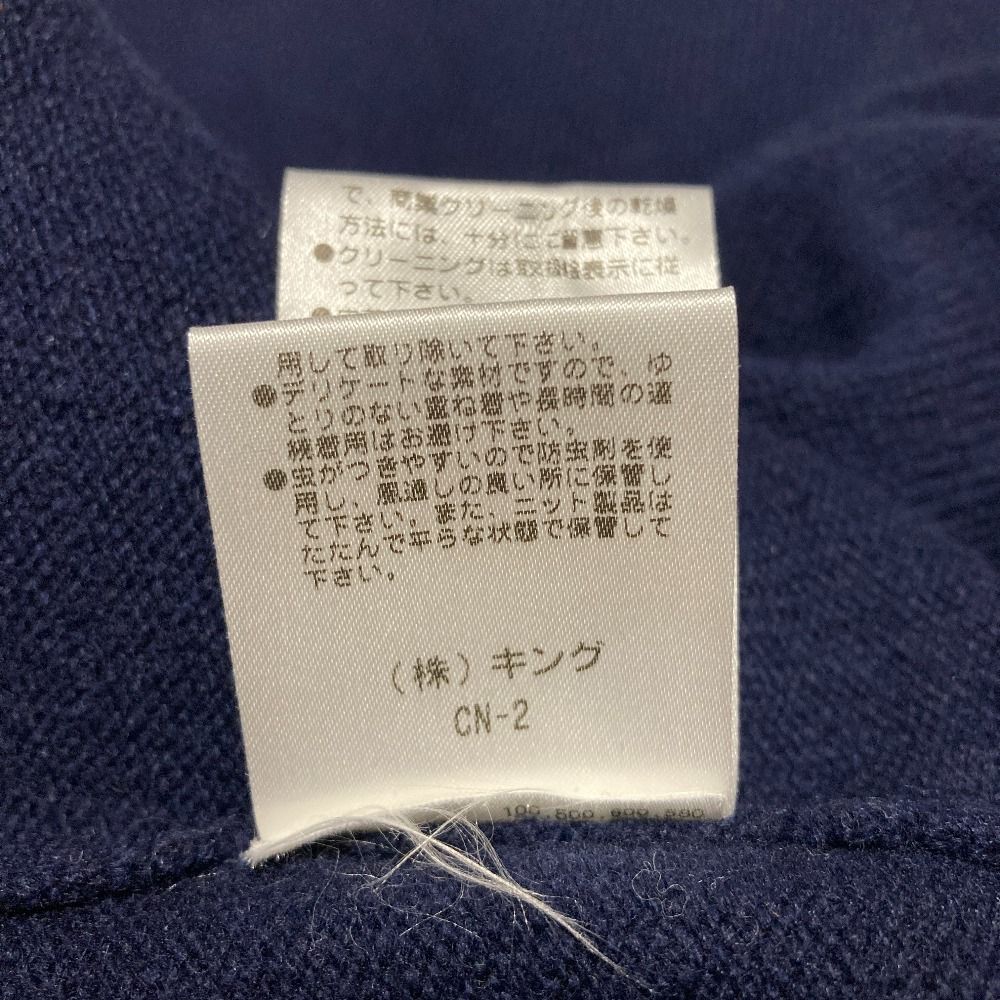 で、商業クリーニング後の乾燥
方法には、十分にご留意下さい。
●クリーニングは取扱表示に従
って下さい。
用して取り除いて下さい。
●デリケートな素材ですので、ゆ
とりのない重ね着や長時間の連
続着用はお避け下さい。
●虫がつきやすいので防虫剤を使
用し、風通しの良い所に保管し
て下さい。また、ニット製品は
たたんで平らな状態で保管して
下さい。
(株)キング
CN-2